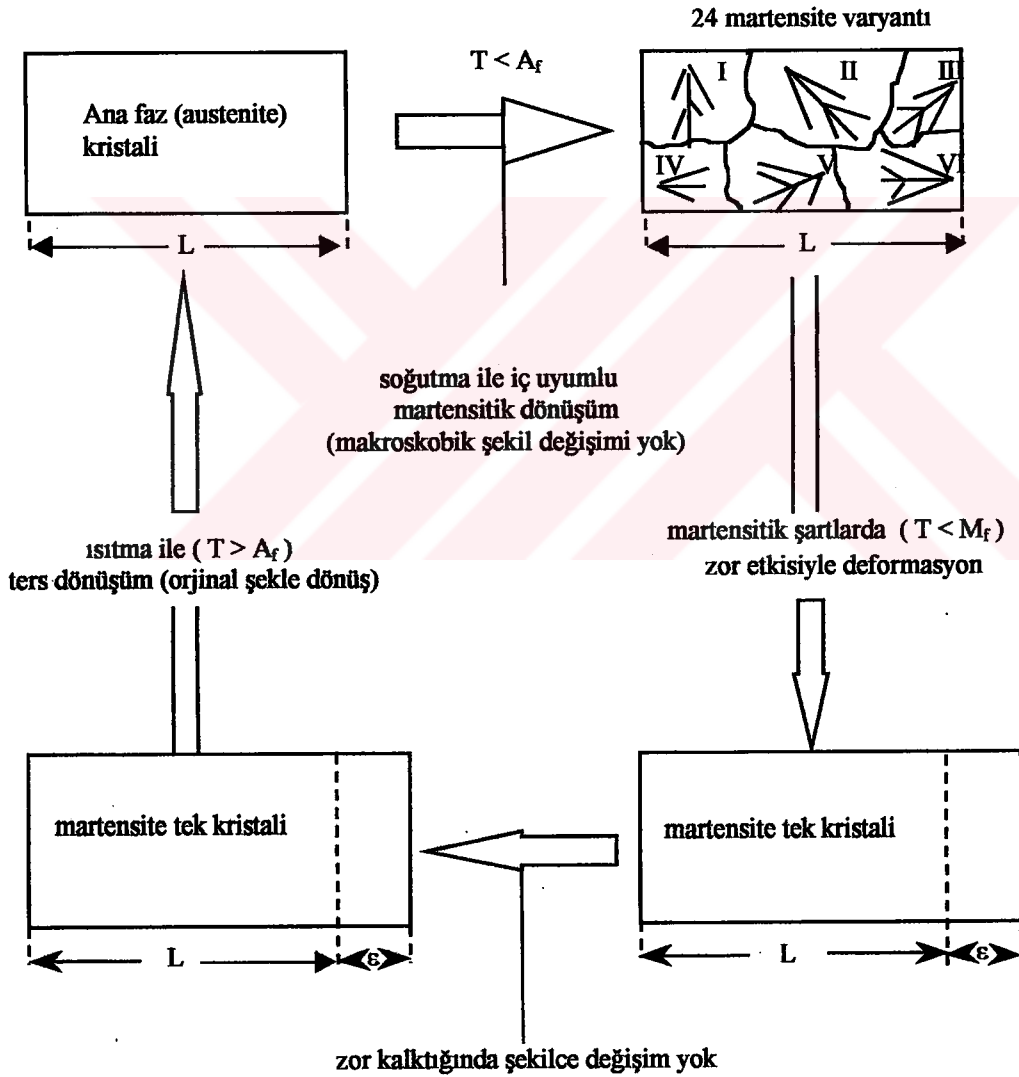 24 martensite varyantı
Ana faz (austenite)
kristali
T < Af
I
II
III
IV
V
VI
L
L
soğutma ile iç uyumlu
martensitik dönüşüm
(makroskobik şekil değişimi yok)
ısıtma ile ( T > Af )
ters dönüşüm (orjinal şekle dönüş)
martensitik şartlarda ( T < Mf )
zor etkisiyle deformasyon
martensite tek kristali
martensite tek kristali
L
ε
L
ε
zor kalktığında şekilce değişim yok